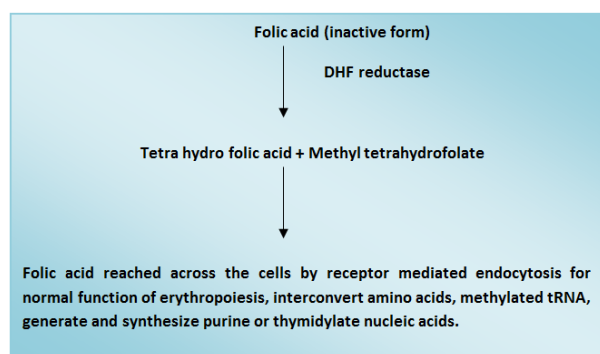 Folic acid (inactive form)
DHF reductase
Tetra hydro folic acid + Methyl tetrahydrofolate
Folic acid reached across the cells by receptor mediated endocytosis for
normal function of erythropoiesis, interconvert amino acids, methylated tRNA,
generate and synthesize purine or thymidylate nucleic acids.